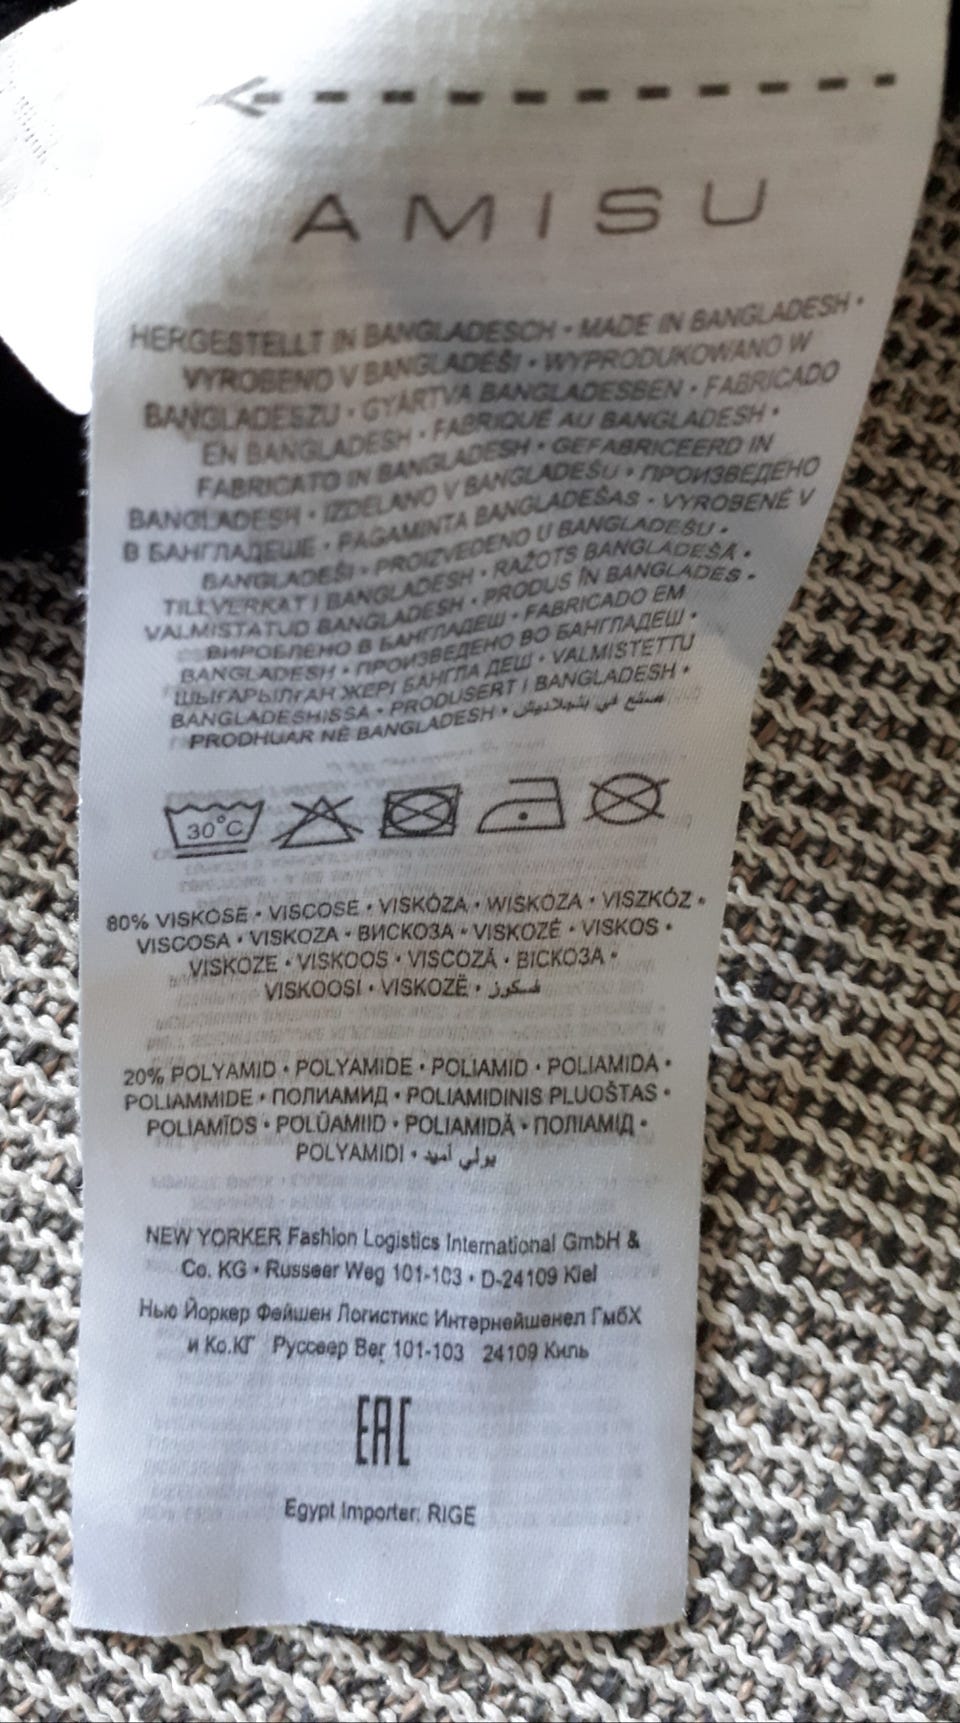 AMISU
HERGESTELLT IN BANGLADESCH • MADE IN BANGLADESH •
VYROBENO V BANGLADÉŠI • WYPRODUKOWANO W
BANGLADESZU • GYÁRTVA BANGLADESBEN • FABRICADO
EN BANGLADESH • FABRIQUÉ AU BANGLADESH •
FABRICATO IN BANGLADESH • GEFABRICEERD IN
BANGLADESH • IZDELANO V BANGLADEŠU • ПРОИЗВЕДЕНО
В БАНГЛАДЕШЕ • PAGAMINTA BANGLADEŠAS • VYROBENÉ V
BANGLADÉŠI • PROIZVEDENO U BANGLADEŠU •
TILLVERKAT I BANGLADESH • RAŽOTS BANGLADEŠĀ •
VALMISTATUD BANGLADESH • PRODUS ÎN BANGLADES •
ВИРОБЛЕНО В БАНГЛАДЕШ • FABRICADO EM
BANGLADESH • ПРОИЗВЕДЕНО ВО БАНГЛАДЕШ •
ШЫҒАРЫЛҒАН ЖЕРІ БАНГЛА ДЕШ • VALMISTETTU
BANGLADESHISSA • PRODUSERT I BANGLADESH •
PRODHUAR NË BANGLADESH • صنع في بنجلاديش
30°C
80% VISKOSE • VISCOSE • VISKÓZA • WISKOZA • VISZKÓZ •
VISCOSA • VISKOZA • ВИСКОЗА • VISKOZĖ • VISKOS •
VISKOZE • VISKOOS • VISCOZĂ • ВІСКОЗА •
VISKOOSI • VISKOZË • فسكوز
20% POLYAMID • POLYAMIDE • POLIAMID • POLIAMIDA •
POLIAMMIDE • ПОЛИАМИД • POLIAMIDINIS PLUOŠTAS •
POLIAMĪDS • POLÜAMIID • POLIAMIDĂ • ПОЛІАМІД •
POLYAMIDI • بولي أميد
NEW YORKER Fashion Logistics International GmbH &
Co. KG • Russeer Weg 101-103 • D-24109 Kiel
Нью Йоркер Фейшен Логистикс Интернейшенел ГмбХ
и Ко.КГ Руссеер Вег 101-103 24109 Киль
EAC
Egypt Importer: RIGE